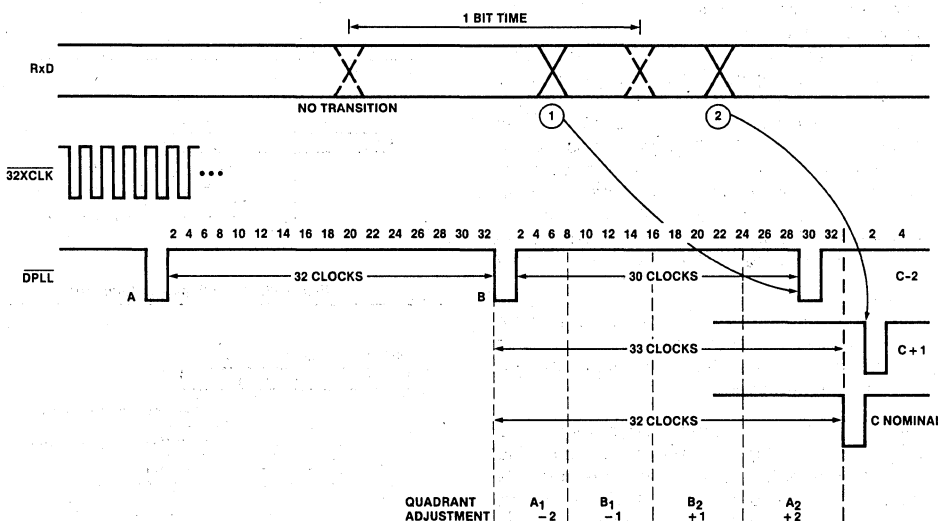 1 BIT TIME
RxD
NO TRANSITION
1
2
32XCLK
2 4 6 8 10 12 14 16 18 20 22 24 26 28 30 32 2 4 6 8 10 12 14 16 18 20 22 24 26 28 30 32 2 4
DPLL
A
32 CLOCKS
B
30 CLOCKS
C-2
33 CLOCKS
C+1
32 CLOCKS
C NOMINAL
QUADRANT A1 B1 B2 A2
ADJUSTMENT -2 -1 +1 +2